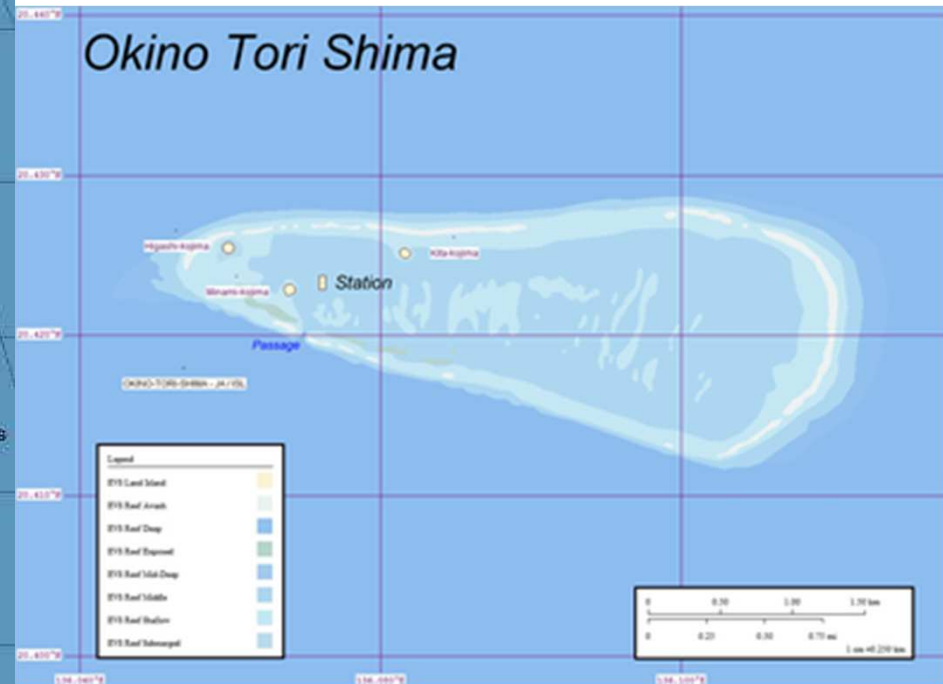 20.440°N
Okino Tori Shima
20.430°N
Higashi-kojima
Kita-kojima
Station
Minami-kojima
20.420°N
Passage
OKINO-TORI-SHIMA - JA / ISL
Legend
EVS Land Island
EVS Reef Awash
20.410°N
EVS Reef Deep
EVS Reef Exposed
EVS Reef Mid-Deep
EVS Reef Middle
0 0.50 1.00 1.50 km
EVS Reef Shallow
0 0.25 0.50 0.75 mi
EVS Reef Submerged
20.400°N
136.060°E 136.080°E 136.100°E